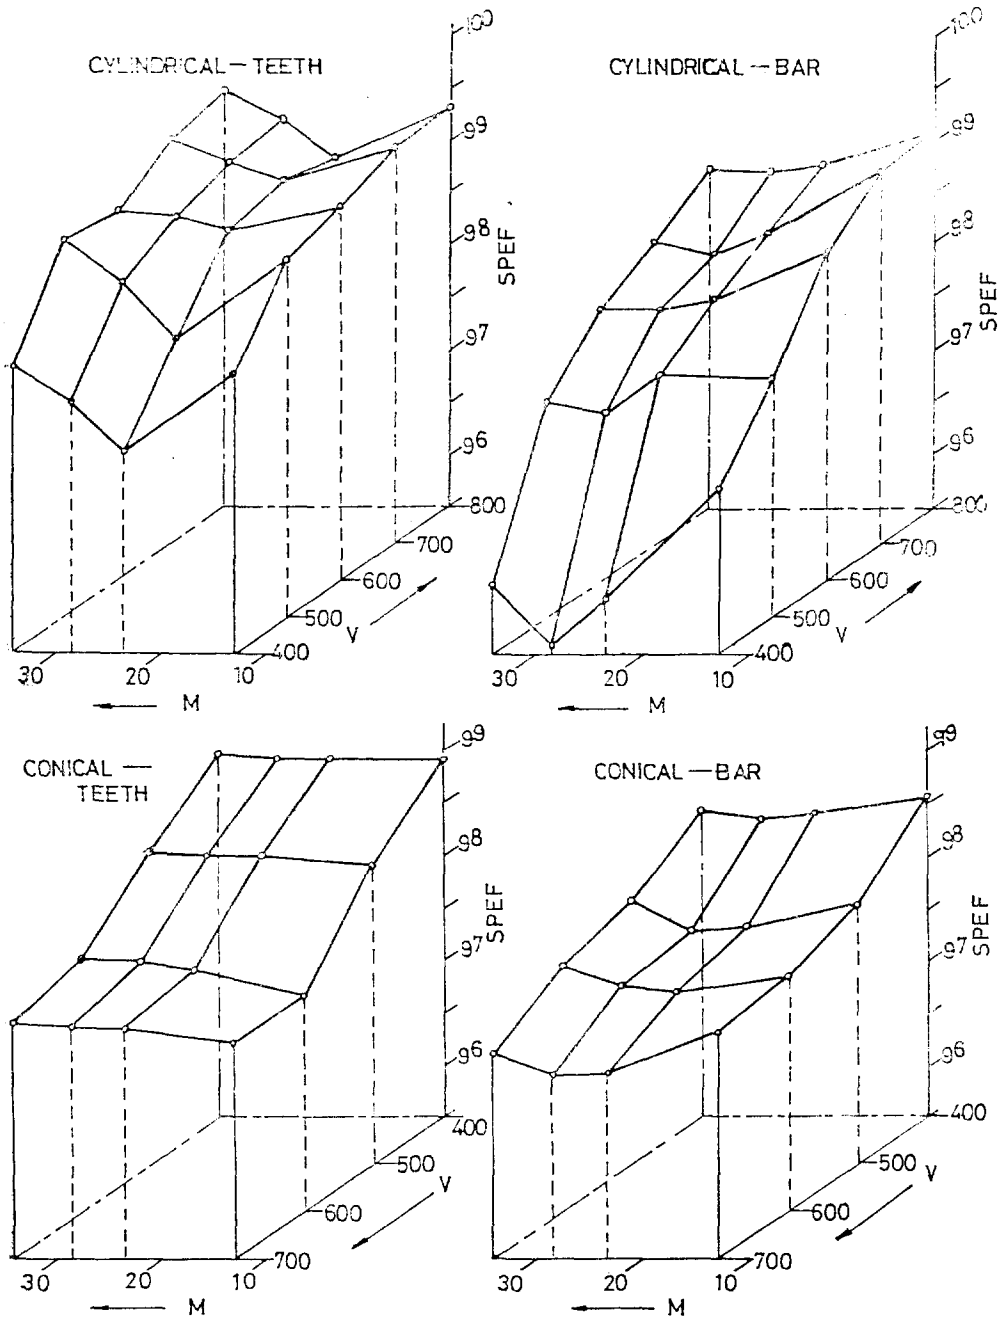 CYLINDRICAL — TEETH
100
99
98
97
96
SPEF
800
700
600
500
400
V
30
20
10
M
CYLINDRICAL — BAR
100
99
98
97
96
SPEF
800
700
600
500
400
V
30
20
10
M
CONICAL —
TEETH
99
98
97
96
SPEF
400
500
600
700
V
30
20
10
M
CONICAL — BAR
99
98
97
96
SPEF
400
500
600
700
V
30
20
10
M